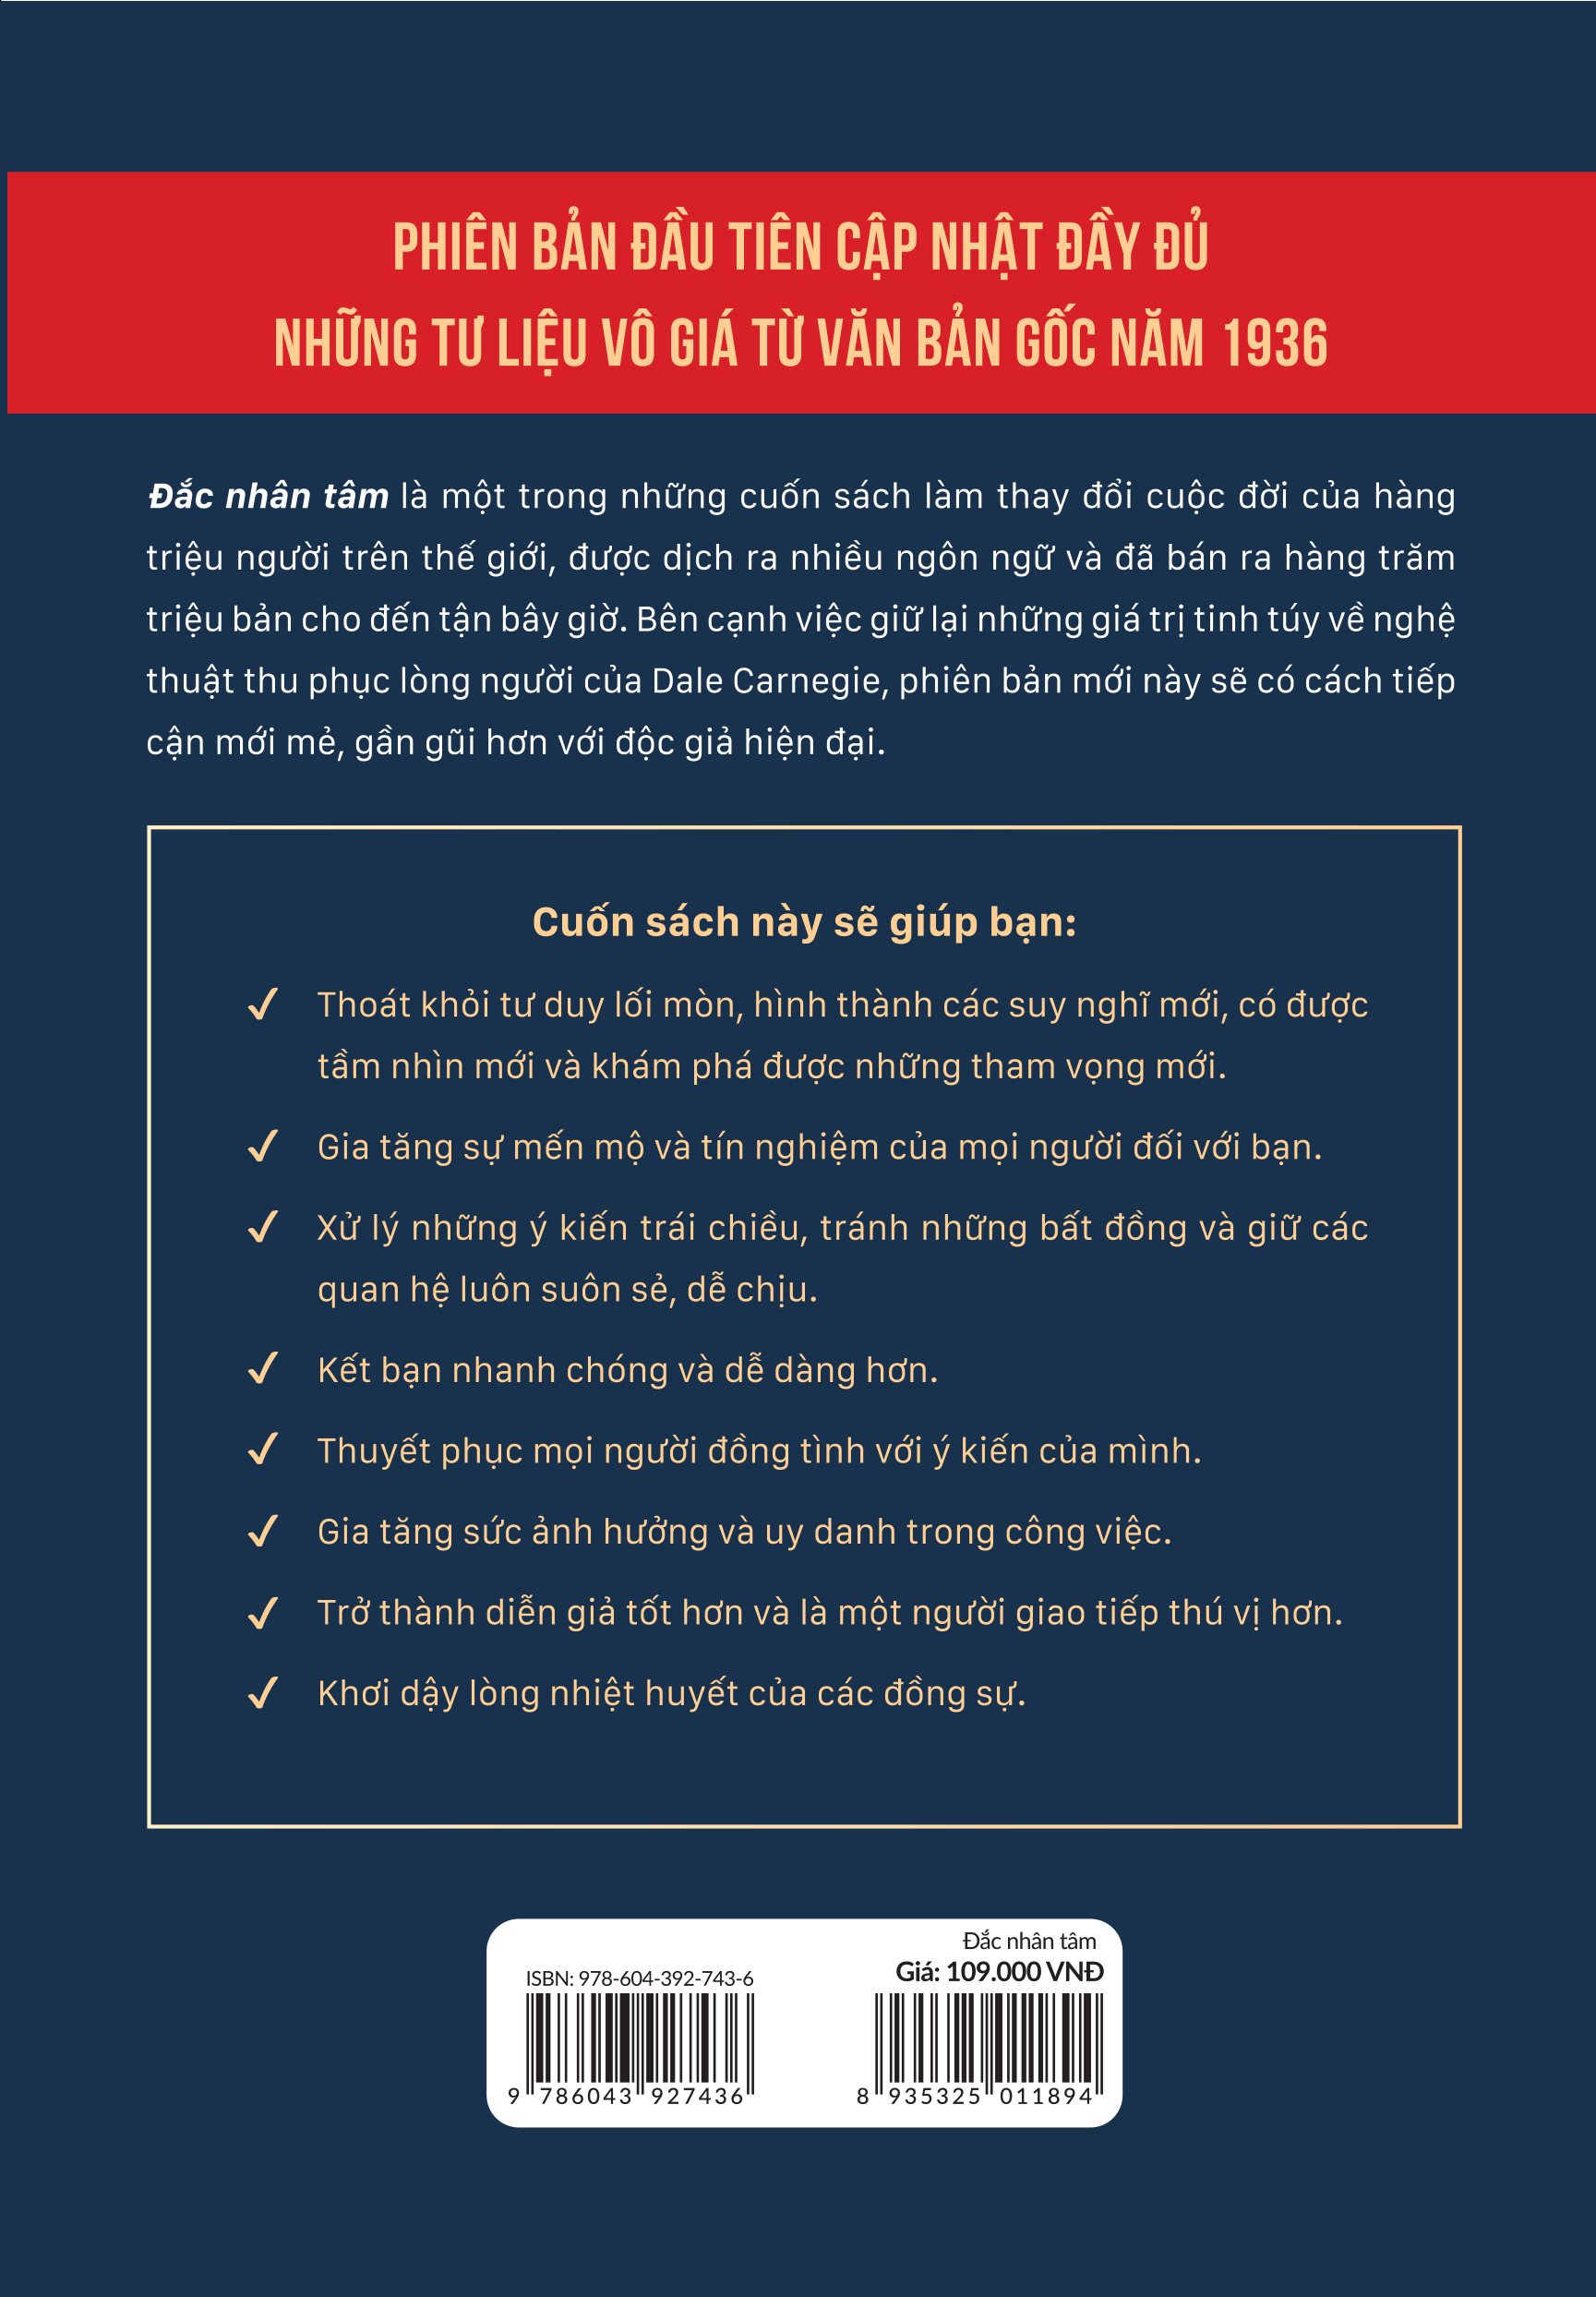 PHIÊN BẢN ĐẦU TIÊN CẬP NHẬT ĐẦY ĐỦ
NHỮNG TƯ LIỆU VÔ GIÁ TỪ VĂN BẢN GỐC NĂM 1936
Đắc nhân tâm là một trong những cuốn sách làm thay đổi cuộc đời của hàng
triệu người trên thế giới, được dịch ra nhiều ngôn ngữ và đã bán ra hàng trăm
triệu bản cho đến tận bây giờ. Bên cạnh việc giữ lại những giá trị tinh túy về nghệ
thuật thu phục lòng người của Dale Carnegie, phiên bản mới này sẽ có cách tiếp
cận mới mẻ, gần gũi hơn với độc giả hiện đại.
Cuốn sách này sẽ giúp bạn:
✓ Thoát khỏi tư duy lối mòn, hình thành các suy nghĩ mới, có được
tầm nhìn mới và khám phá được những tham vọng mới.
✓ Gia tăng sự mến mộ và tín nghiệm của mọi người đối với bạn.
✓ Xử lý những ý kiến trái chiều, tránh những bất đồng và giữ các
quan hệ luôn suôn sẻ, dễ chịu.
✓ Kết bạn nhanh chóng và dễ dàng hơn.
✓ Thuyết phục mọi người đồng tình với ý kiến của mình.
✓ Gia tăng sức ảnh hưởng và uy danh trong công việc.
✓ Trở thành diễn giả tốt hơn và là một người giao tiếp thú vị hơn.
✓ Khơi dậy lòng nhiệt huyết của các đồng sự.
ISBN: 978-604-392-743-6
9 786043 927436
Đắc nhân tâm
Giá: 109.000 VNĐ
8 935325 011894